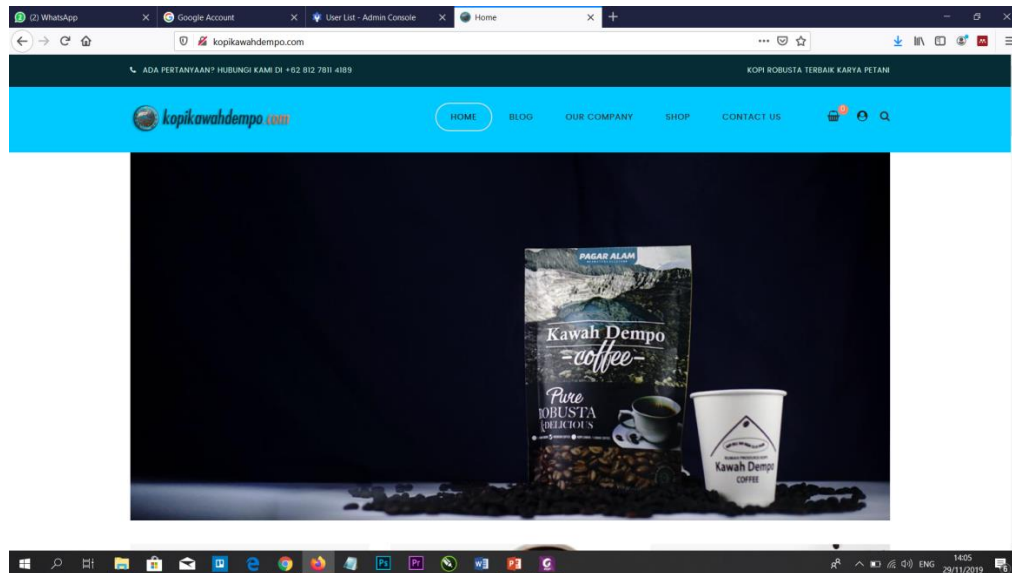 (2) WhatsApp
Google Account
User List - Admin Console
Home
kopikawahdempo.com
ADA PERTANYAAN? HUBUNGI KAMI DI +62 812 7811 4189
KOPI ROBUSTA TERBAIK KARYA PETANI
kopikawahdempo.com
HOME
BLOG
OUR COMPANY
SHOP
CONTACT US
0
PAGAR ALAM
Kawah Dempo
-coffee-
Pure
ROBUSTA
DELICIOUS
Kawah Dempo
COFFEE
ENG
14:05
29/11/2019